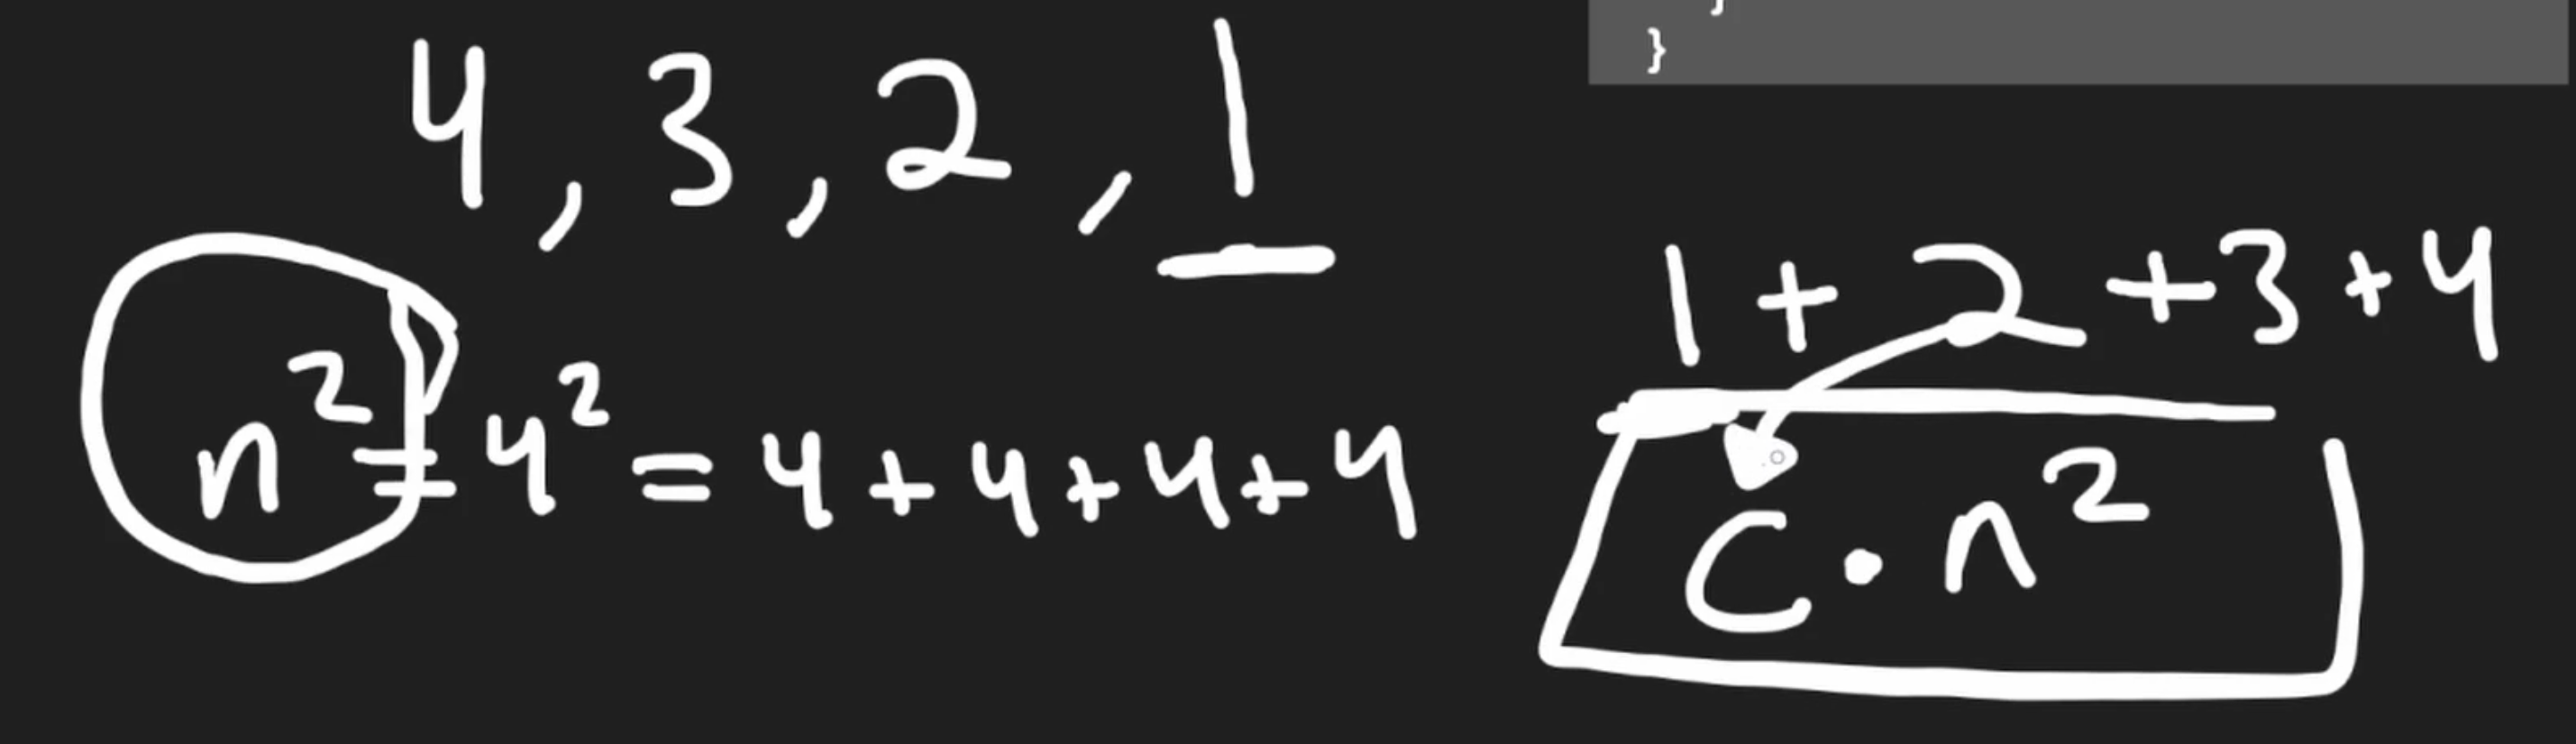 }
}
4, 3, 2, 1
1 + 2 + 3 + 4
n² = 4² = 4 + 4 + 4 + 4
C · n²